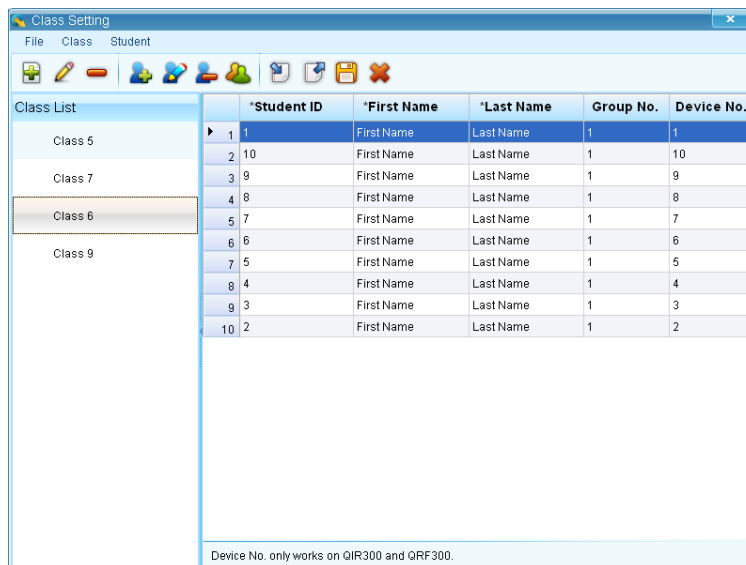 Class Setting
File Class Student
Class List
Class 5
Class 7
Class 6
Class 9
*Student ID *First Name *Last Name Group No. Device No.
1 1 First Name Last Name 1 1
2 10 First Name Last Name 1 10
3 9 First Name Last Name 1 9
4 8 First Name Last Name 1 8
5 7 First Name Last Name 1 7
6 6 First Name Last Name 1 6
7 5 First Name Last Name 1 5
8 4 First Name Last Name 1 4
9 3 First Name Last Name 1 3
10 2 First Name Last Name 1 2
Device No. only works on QIR300 and QRF300.